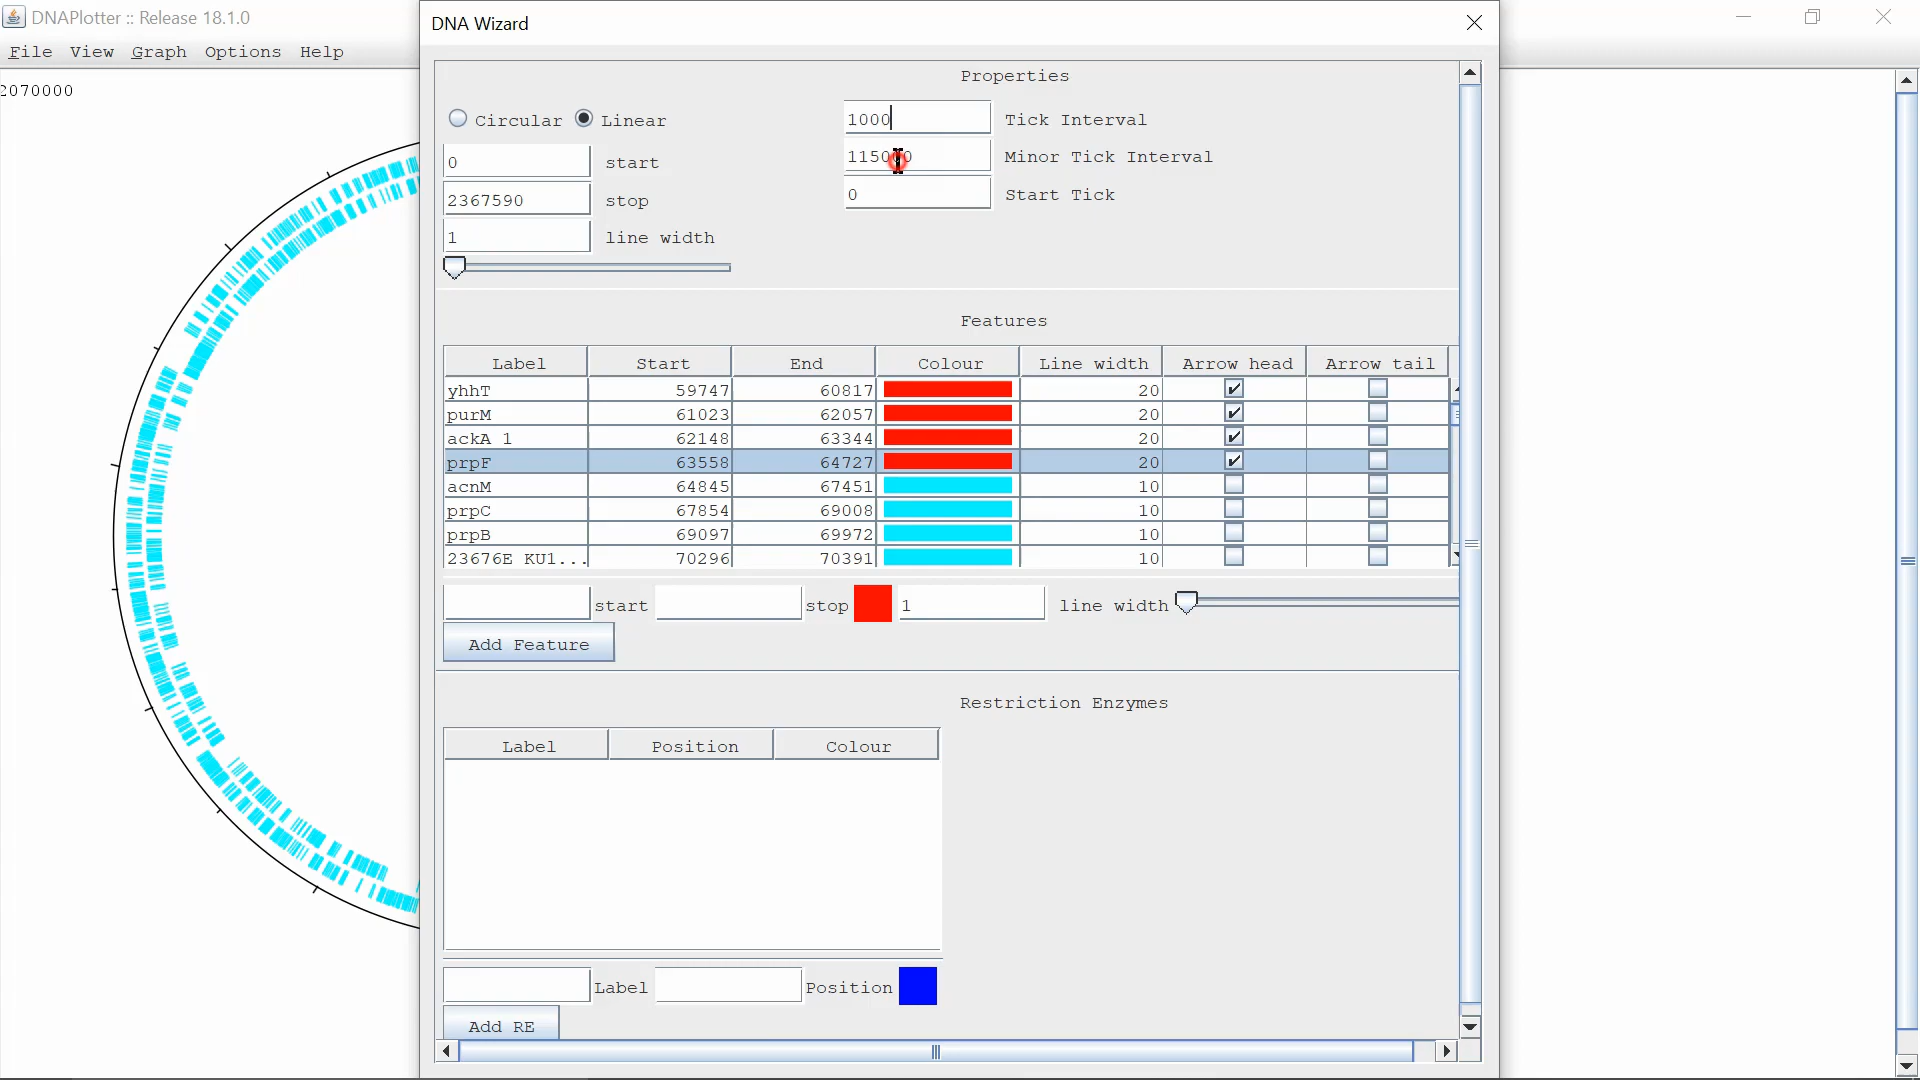 DNAPlotter :: Release 18.1.0
File View Graph Options Help
2070000
DNA Wizard
Properties
Circular Linear
1000 Tick Interval
0 start
Minor Tick Interval
2367590 stop
0 Start Tick
1 line width
Features
Label Start End Colour Line width Arrow head Arrow tail
yhhT 59747 60817 20
purM 61023 62057 20
ackA 1 62148 63344 20
prpF 63558 64727 20
acnM 64845 67451 10
prpC 67854 69008 10
prpB 69097 69972 10
23676E KU1... 70296 70391 10
start stop 1 line width
Add Feature
Restriction Enzymes
Label Position Colour
Label Position
Add RE